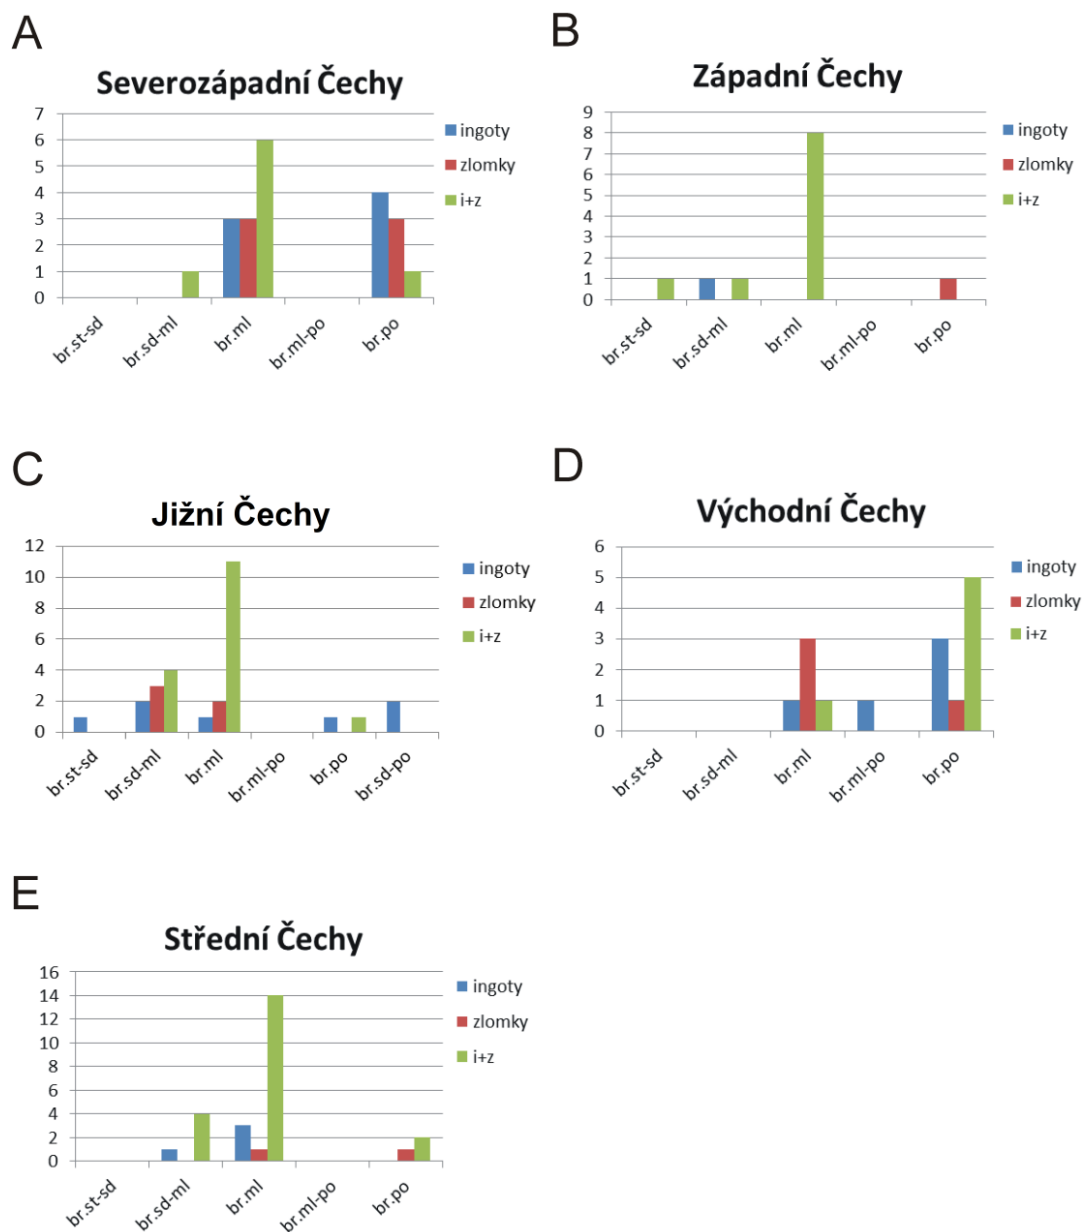 A
Severozápadní Čechy
7
6
5
4
3
2
1
0
br.st-sd
br.sd-ml
br.ml
br.ml-po
br.po
ingoty
zlomky
i+z
B
Západní Čechy
9
8
7
6
5
4
3
2
1
0
br.st-sd
br.sd-ml
br.ml
br.ml-po
br.po
ingoty
zlomky
i+z
C
Jižní Čechy
12
10
8
6
4
2
0
br.st-sd
br.sd-ml
br.ml
br.ml-po
br.po
br.sd-po
ingoty
zlomky
i+z
D
Východní Čechy
6
5
4
3
2
1
0
br.st-sd
br.sd-ml
br.ml
br.ml-po
br.po
ingoty
zlomky
i+z
E
Střední Čechy
16
14
12
10
8
6
4
2
0
br.st-sd
br.sd-ml
br.ml
br.ml-po
br.po
ingoty
zlomky
i+z